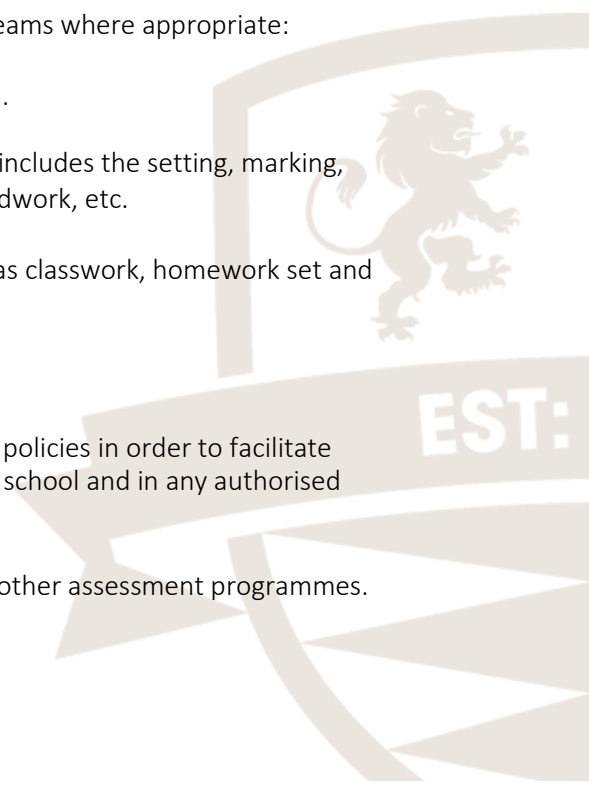 eams where appropriate:
.
includes the setting, marking,
dwork, etc.
as classwork, homework set and
EST:
policies in order to facilitate
school and in any authorised
other assessment programmes.